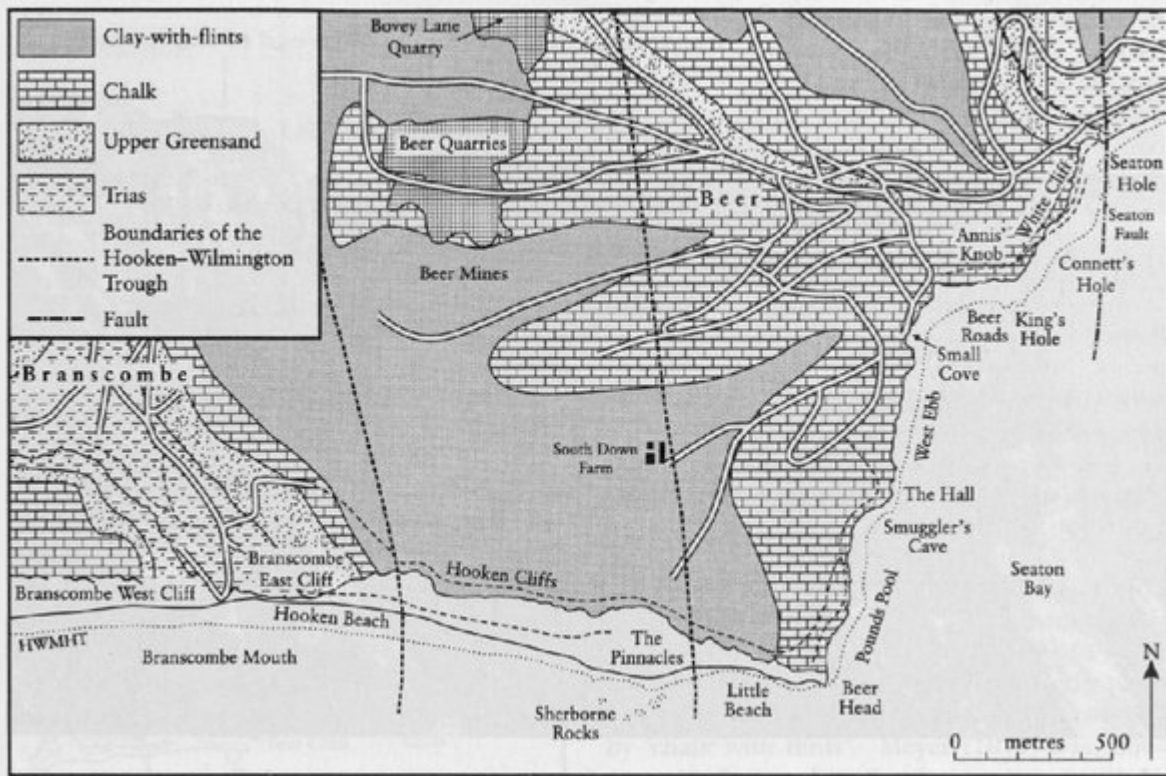 Clay-with-flints
Chalk
Upper Greensand
Trias
Boundaries of the
Hooken–Wilmington
Trough
Fault
Bovey Lane
Quarry
Beer Quarries
Beer
Beer Mines
White Cliff
Seaton
Hole
Seaton
Fault
Annis'
Knob
Connett's
Hole
Beer
Roads
King's
Hole
Small
Cove
West Ebb
Branscombe
South Down
Farm
The Hall
Smuggler's
Cave
Seaton
Bay
Pounds Pool
Branscombe
East Cliff
Branscombe West Cliff
Hooken Cliffs
Hooken Beach
The
Pinnacles
HWMHT
Branscombe Mouth
Little
Beach
Beer
Head
Sherborne
Rocks
N
0 metres 500